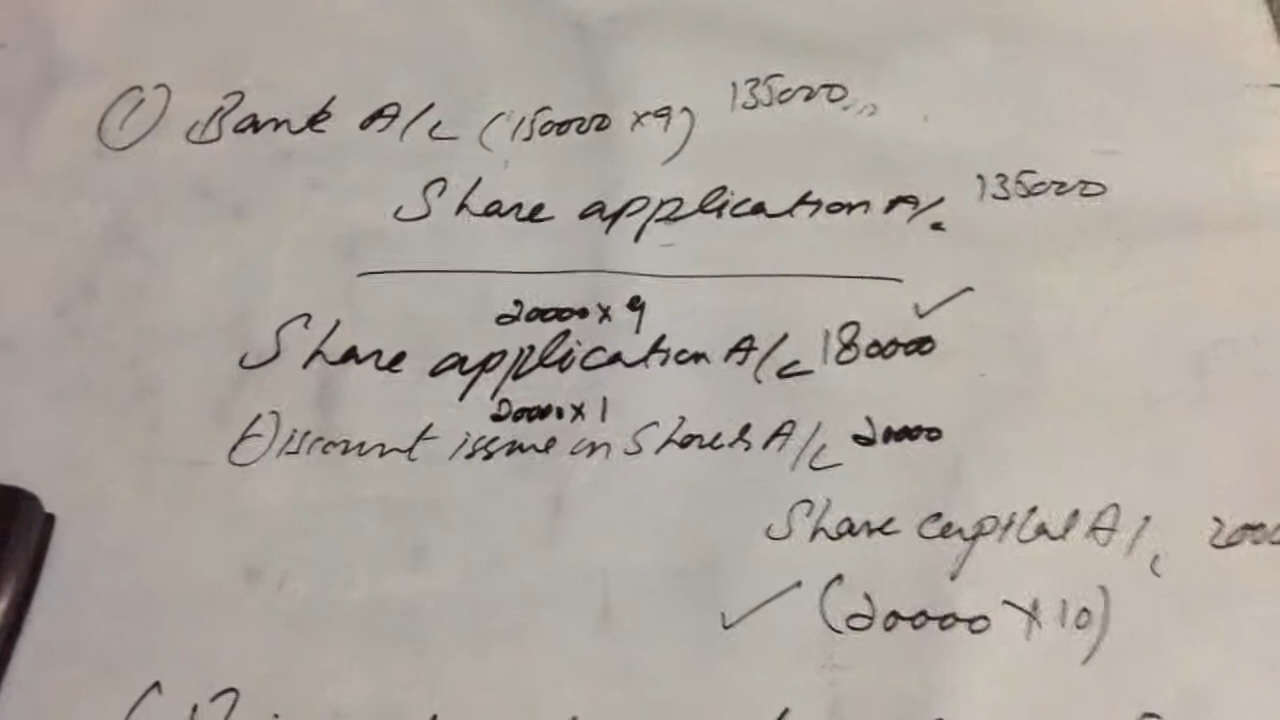 ① Bank A/c (15000 x 9) 135000
Share application A/c 135000
20000 x 9
Share application A/c 180000 ✓
20000 x 1
Discount issue in Shares A/c 20000
Share capital A/c
✓ (20000 x 10)